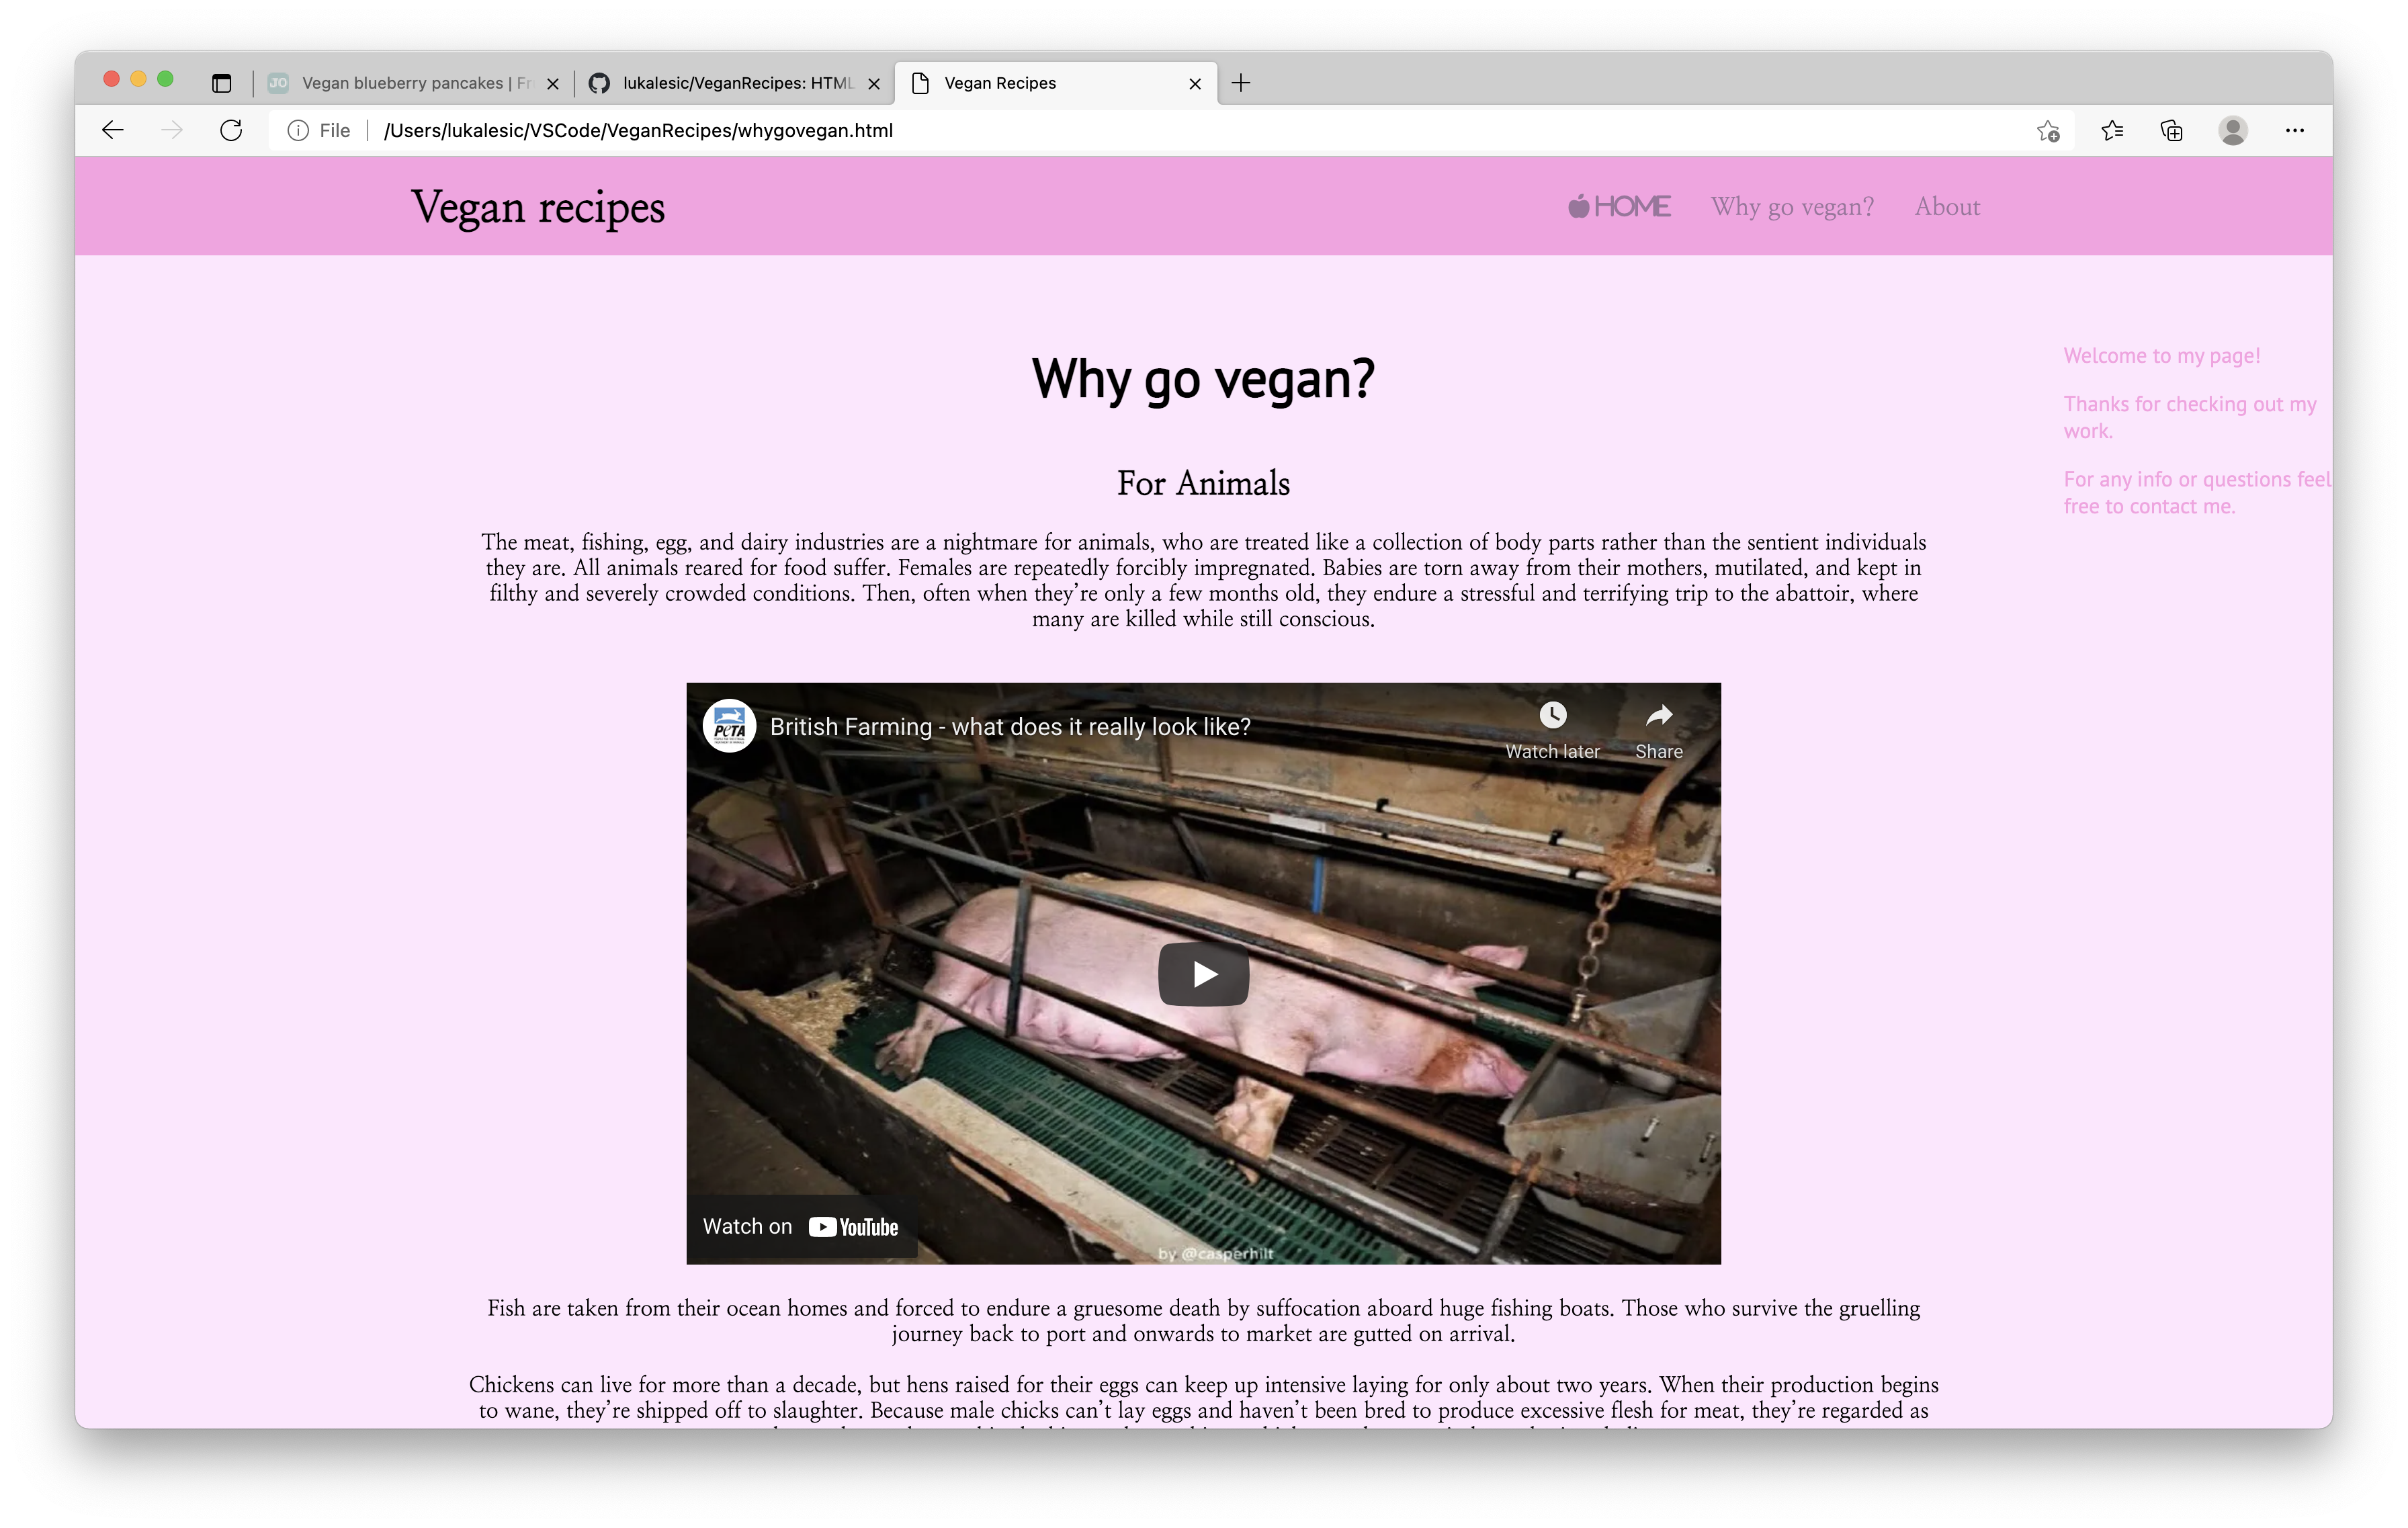 JO Vegan blueberry pancakes | Fr
lukalesic/VeganRecipes: HTML
Vegan Recipes
File /Users/lukalesic/VSCode/VeganRecipes/whygovegan.html
Vegan recipes
HOME Why go vegan? About
Why go vegan?
Welcome to my page!
Thanks for checking out my
work.
For any info or questions feel
free to contact me.
For Animals
The meat, fishing, egg, and dairy industries are a nightmare for animals, who are treated like a collection of body parts rather than the sentient individuals
they are. All animals reared for food suffer. Females are repeatedly forcibly impregnated. Babies are torn away from their mothers, mutilated, and kept in
filthy and severely crowded conditions. Then, often when they’re only a few months old, they endure a stressful and terrifying trip to the abattoir, where
many are killed while still conscious.
PeTA
British Farming - what does it really look like?
Watch later Share
Watch on YouTube
by @casperhilt
Fish are taken from their ocean homes and forced to endure a gruesome death by suffocation aboard huge fishing boats. Those who survive the gruelling
journey back to port and onwards to market are gutted on arrival.
Chickens can live for more than a decade, but hens raised for their eggs can keep up intensive laying for only about two years. When their production begins
to wane, they’re shipped off to slaughter. Because male chicks can’t lay eggs and haven’t been bred to produce excessive flesh for meat, they’re regarded as